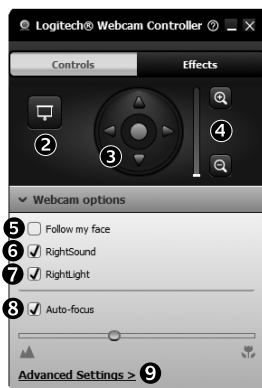 Logitech® Webcam Controller
Controls Effects
2
3
4
Webcam options
5 Follow my face
6 RightSound
7 RightLight
8 Auto-focus
Advanced Settings > 9